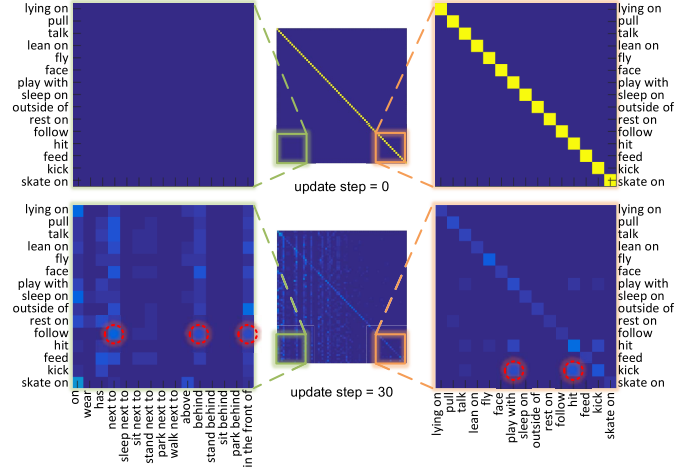 lying on
pull
talk
lean on
fly
face
play with
sleep on
outside of
rest on
follow
hit
feed
kick
skate on
update step = 0
lying on
pull
talk
lean on
fly
face
play with
sleep on
outside of
rest on
follow
hit
feed
kick
skate on
lying on
pull
talk
lean on
fly
face
play with
sleep on
outside of
rest on
follow
hit
feed
kick
skate on
on
wear
has
next to
sleep next to
sit next to
stand next to
park next to
walk next to
above
behind
stand behind
sit behind
park behind
in the front of
update step = 30
lying on
pull
talk
lean on
fly
face
play with
sleep on
outside of
rest on
follow
hit
feed
kick
skate on
lying on
pull
talk
lean on
fly
face
play with
sleep on
outside of
rest on
follow
hit
feed
kick
skate on